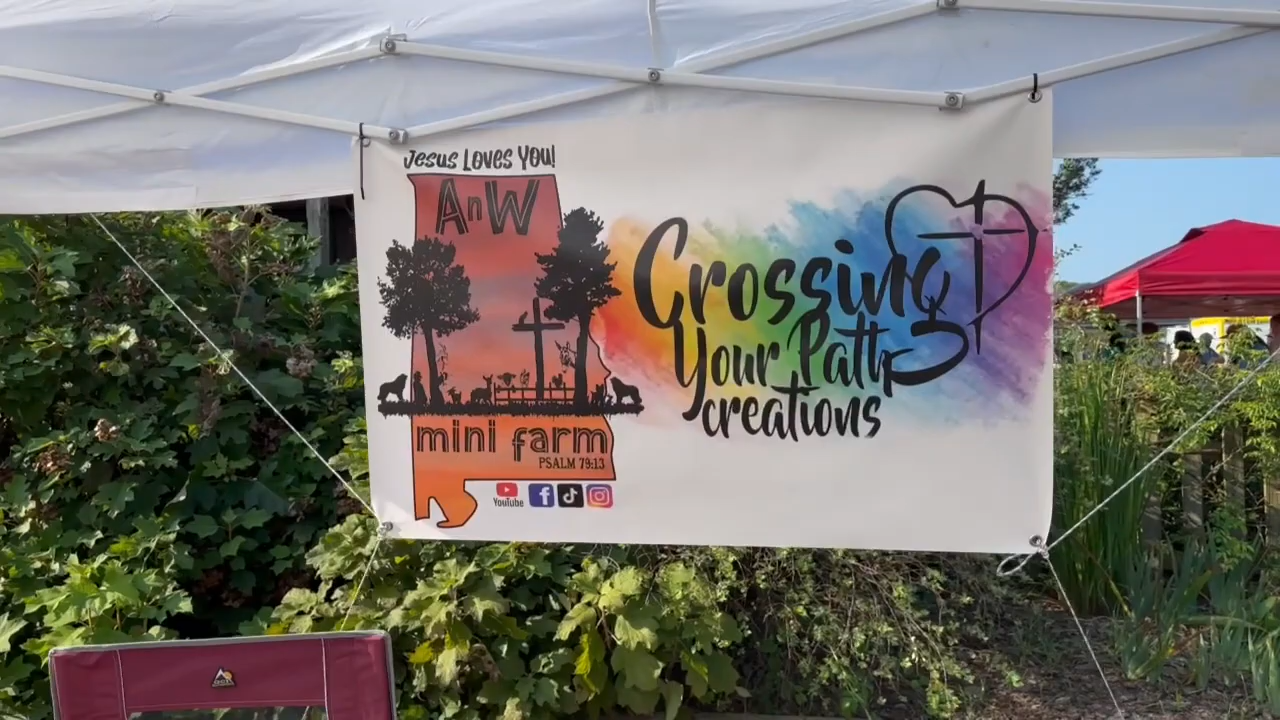 Jesus Loves You!
AnW
mini farm
PSALM 79:13
YouTube
Crossing
Your Path
creations